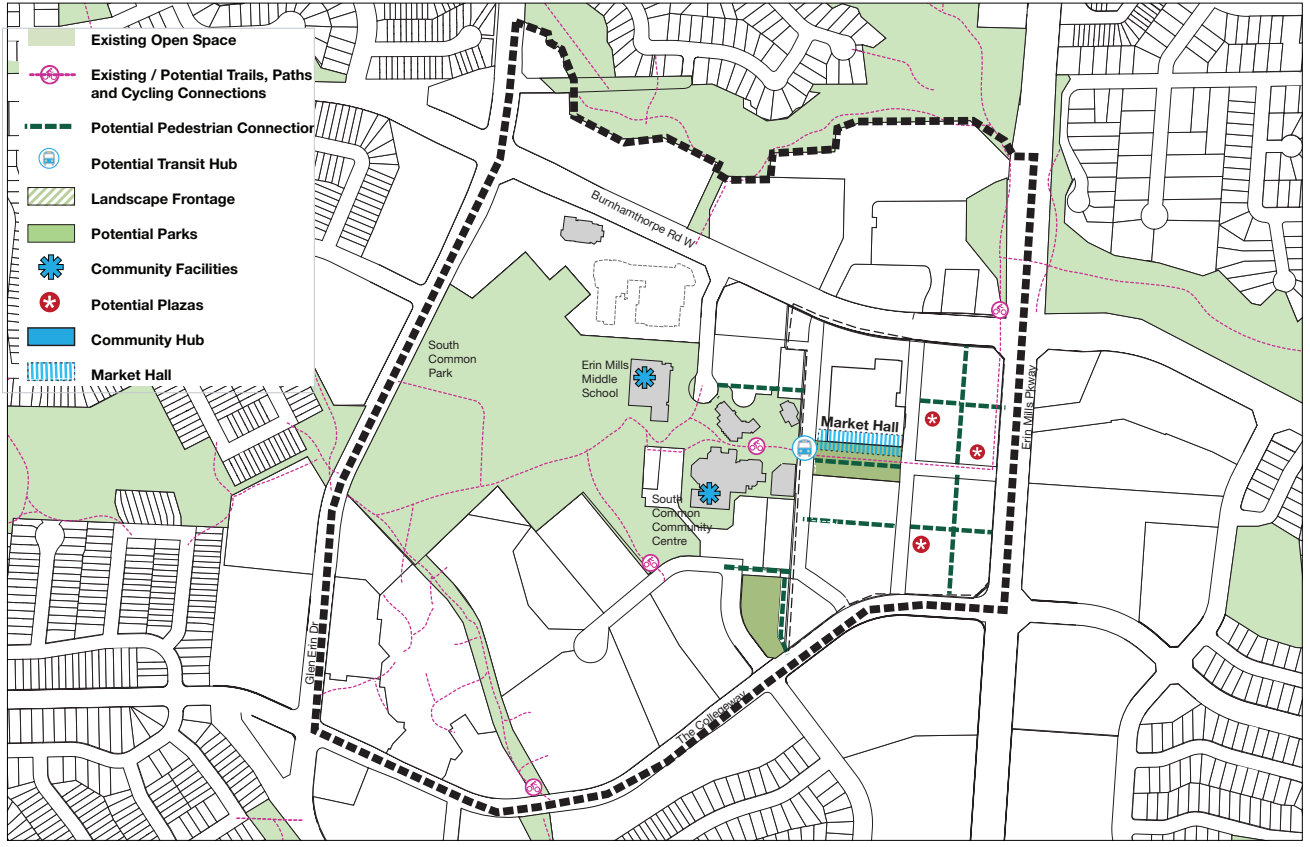 Existing Open Space
Existing / Potential Trails, Paths
and Cycling Connections
Potential Pedestrian Connection
Potential Transit Hub
Landscape Frontage
Potential Parks
Community Facilities
Potential Plazas
Community Hub
Market Hall
Burnhamthorpe Rd W
South
Common
Park
Erin Mills
Middle
School
Market Hall
Erin Mills Pkway
South
Common
Community
Centre
Glen Erin Dr
The Collegeway